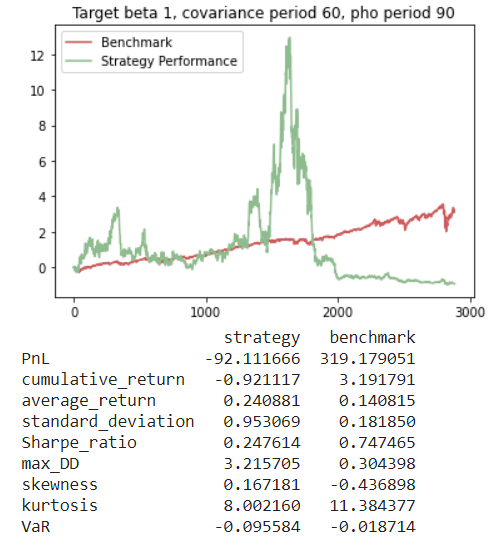 Target beta 1, covariance period 60, pho period 90
Benchmark
Strategy Performance
12
10
8
6
4
2
0
0 1000 2000 3000
strategy benchmark
PnL -92.111666 319.179051
cumulative_return -0.921117 3.191791
average_return 0.240881 0.140815
standard_deviation 0.953069 0.181850
Sharpe_ratio 0.247614 0.747465
max_DD 3.215705 0.304398
skewness 0.167181 -0.436898
kurtosis 8.002160 11.384377
VaR -0.095584 -0.018714